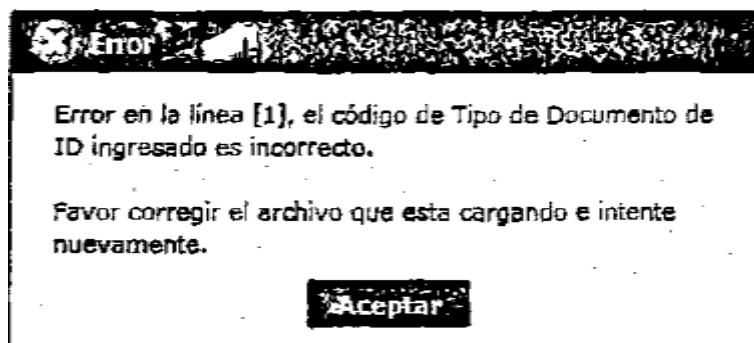 Error
Error en la línea [1], el código de Tipo de Documento de
ID ingresado es incorrecto.
Favor corregir el archivo que esta cargando e intente
nuevamente.
Aceptar